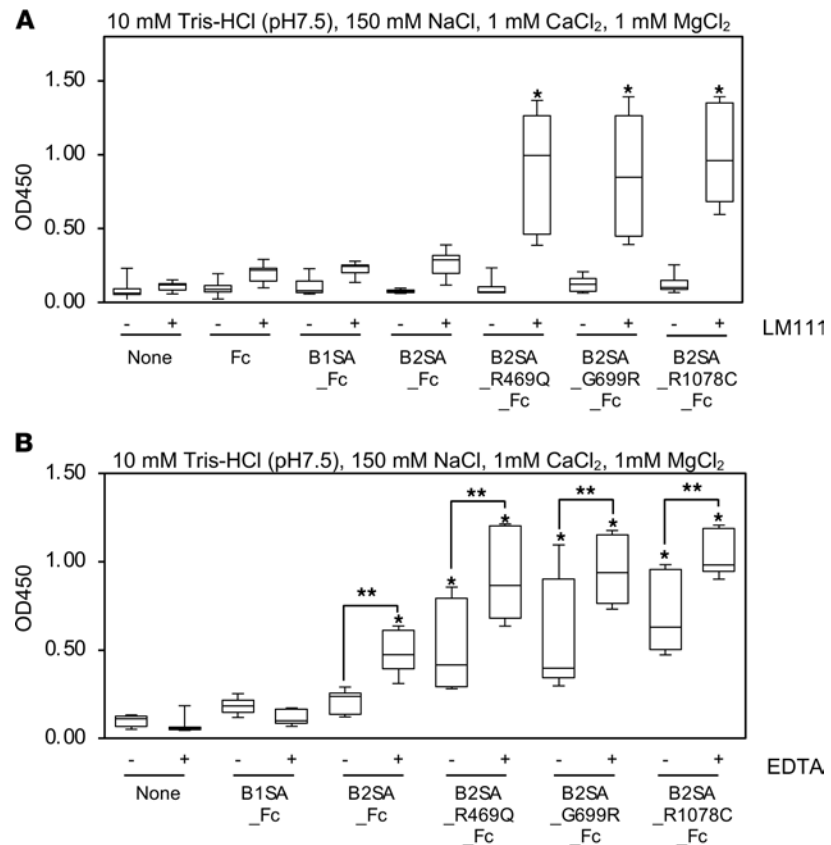 A
10 mM Tris-HCl (pH7.5), 150 mM NaCl, 1 mM CaCl2, 1 mM MgCl2
OD450
1.50
1.00
0.50
0.00
* * *
- + - + - + - + - + - + - + LM111
None Fc B1SA B2SA B2SA B2SA B2SA
_Fc _Fc _R469Q _G699R _R1078C
_Fc _Fc _Fc
B
10 mM Tris-HCl (pH7.5), 150 mM NaCl, 1mM CaCl2, 1mM MgCl2
OD450
1.50
1.00
0.50
0.00
** ** ** **
* * * * * * *
- + - + - + - + - + - + EDTA
None B1SA B2SA B2SA B2SA B2SA
_Fc _Fc _R469Q _G699R _R1078C
_Fc _Fc _Fc